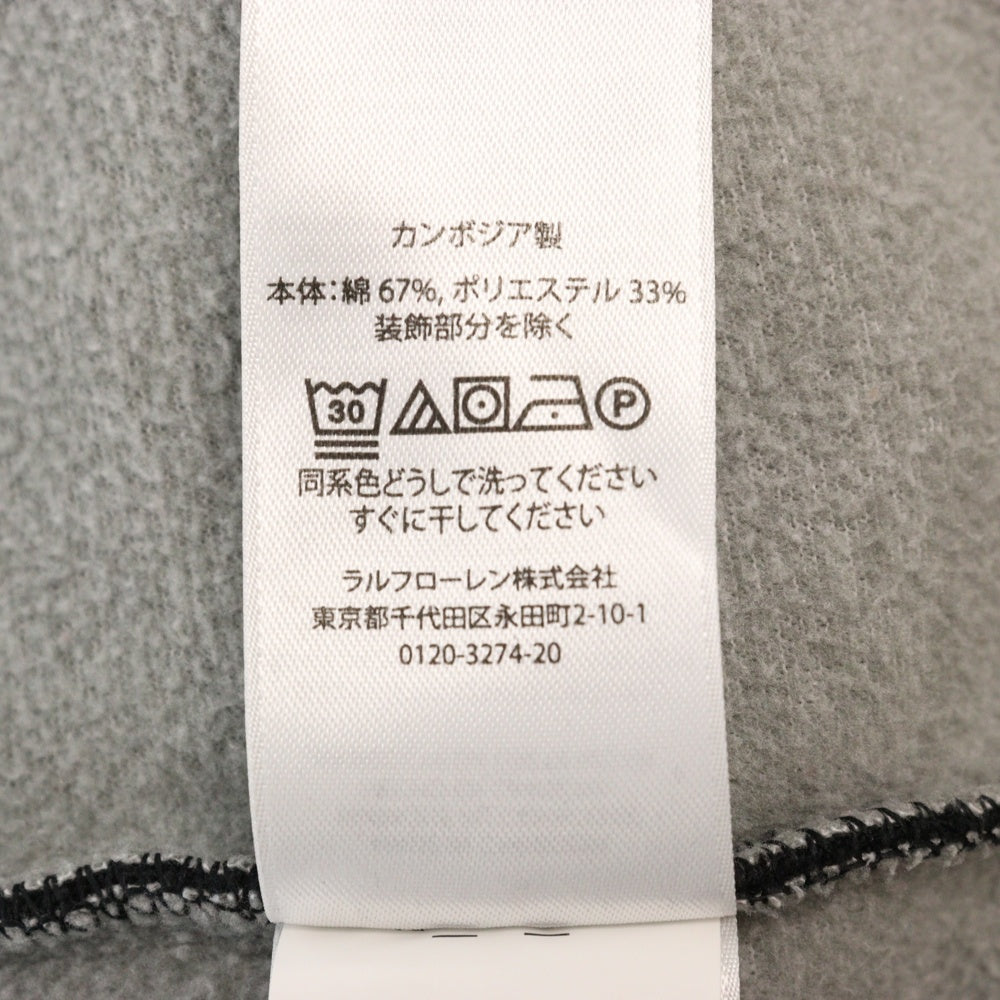 カンボジア製
本体：綿 67%, ポリエステル 33%
装飾部分を除く
30 P
同系色どうしで洗ってください
すぐに干してください
ラルフローレン株式会社
東京都千代田区永田町2-10-1
0120-3274-20